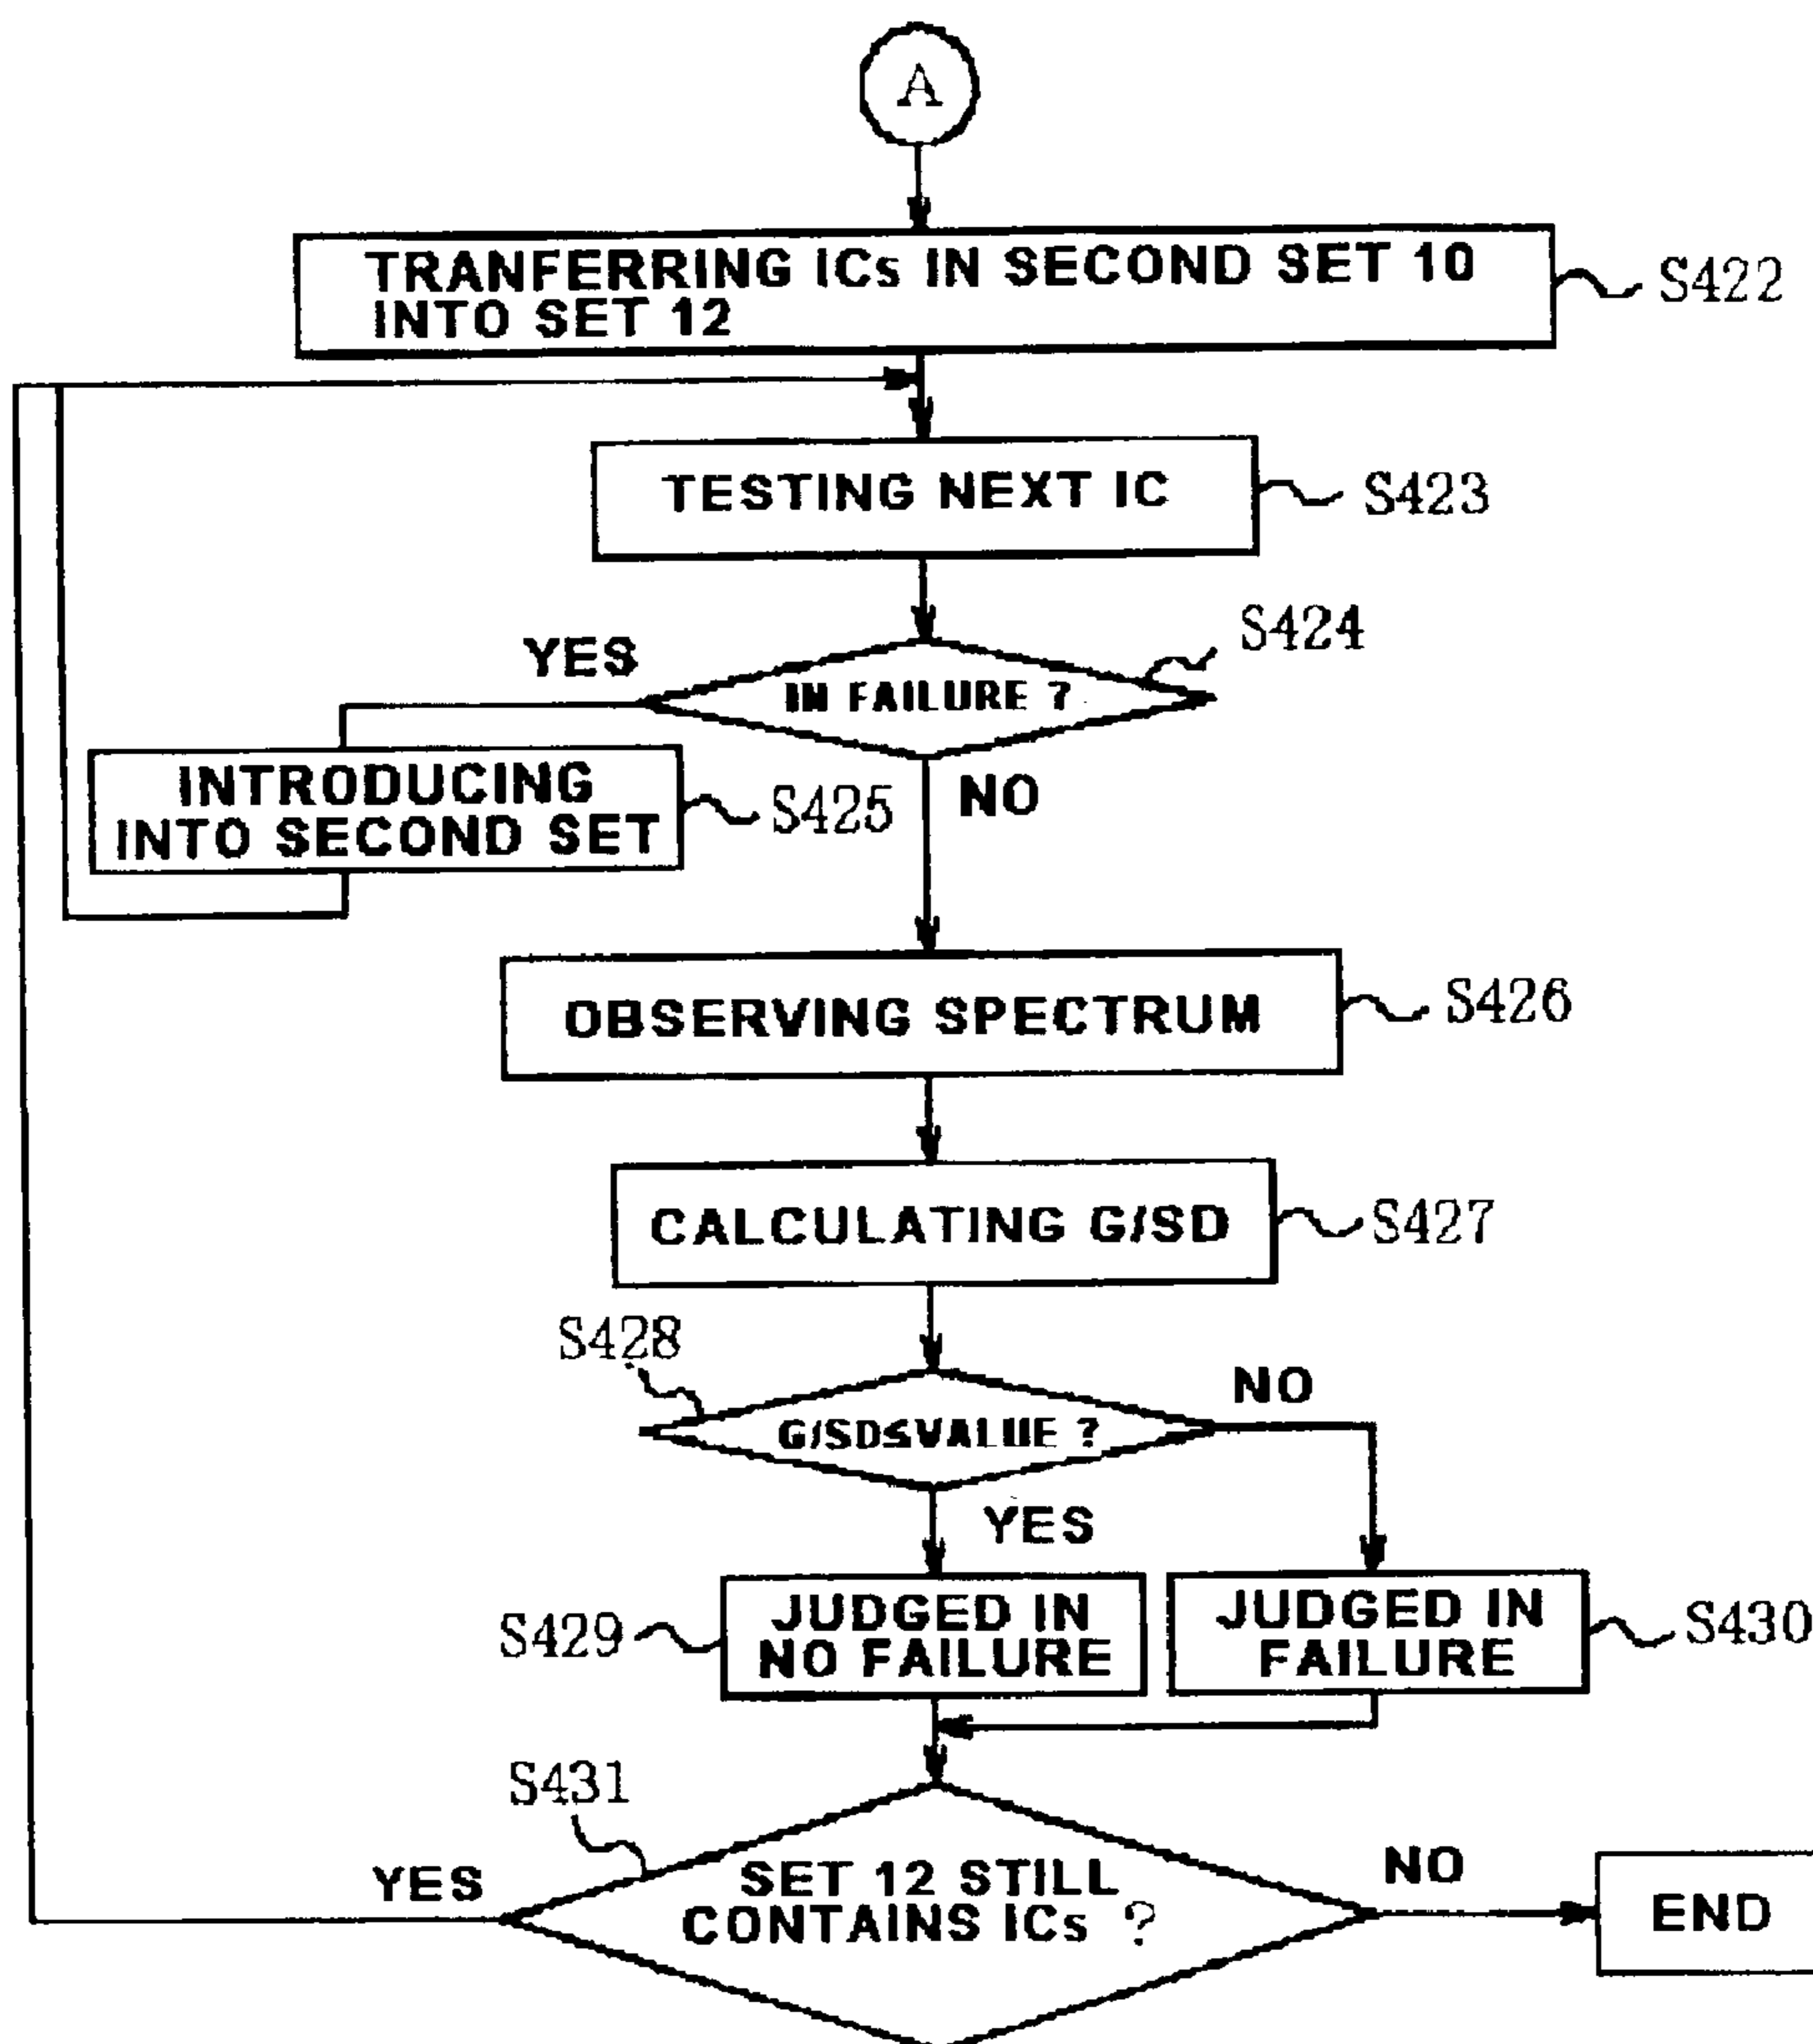 A
TRANFERRING ICs IN SECOND SET 10
INTO SET 12
S422
TESTING NEXT IC
S423
S424
YES
IN FAILURE ?
NO
INTRODUCING
INTO SECOND SET
S425
OBSERVING SPECTRUM
S426
CALCULATING G/SD
S427
S428
G/SD≤VALUE ?
NO
YES
S429
JUDGED IN
NO FAILURE
JUDGED IN
FAILURE
S430
S431
YES
SET 12 STILL
CONTAINS ICs ?
NO
END